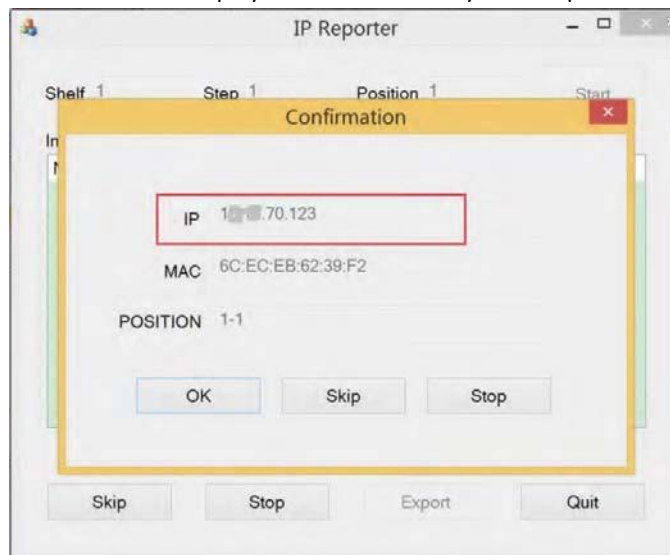 IP Reporter
Shelf 1 Step 1 Position 1 Start
Confirmation
IP .70.123
MAC 6C:EC:EB:62:39:F2
POSITION 1-1
OK Skip Stop
Skip Stop Export Quit